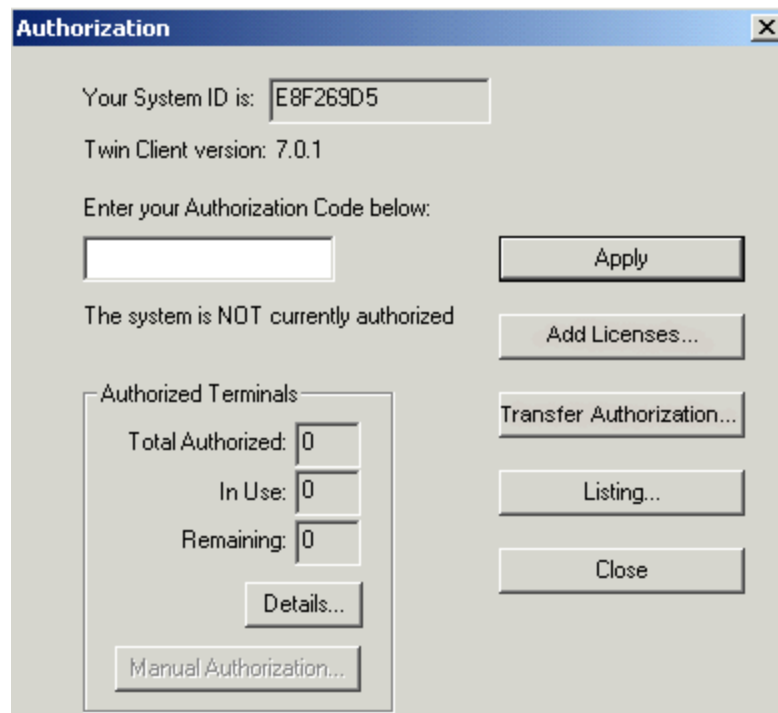 Authorization
Your System ID is: E8F269D5
Twin Client version: 7.0.1
Enter your Authorization Code below:
Apply
The system is NOT currently authorized
Add Licenses...
Authorized Terminals
Transfer Authorization...
Total Authorized: 0
In Use: 0
Listing...
Remaining: 0
Close
Details...
Manual Authorization...